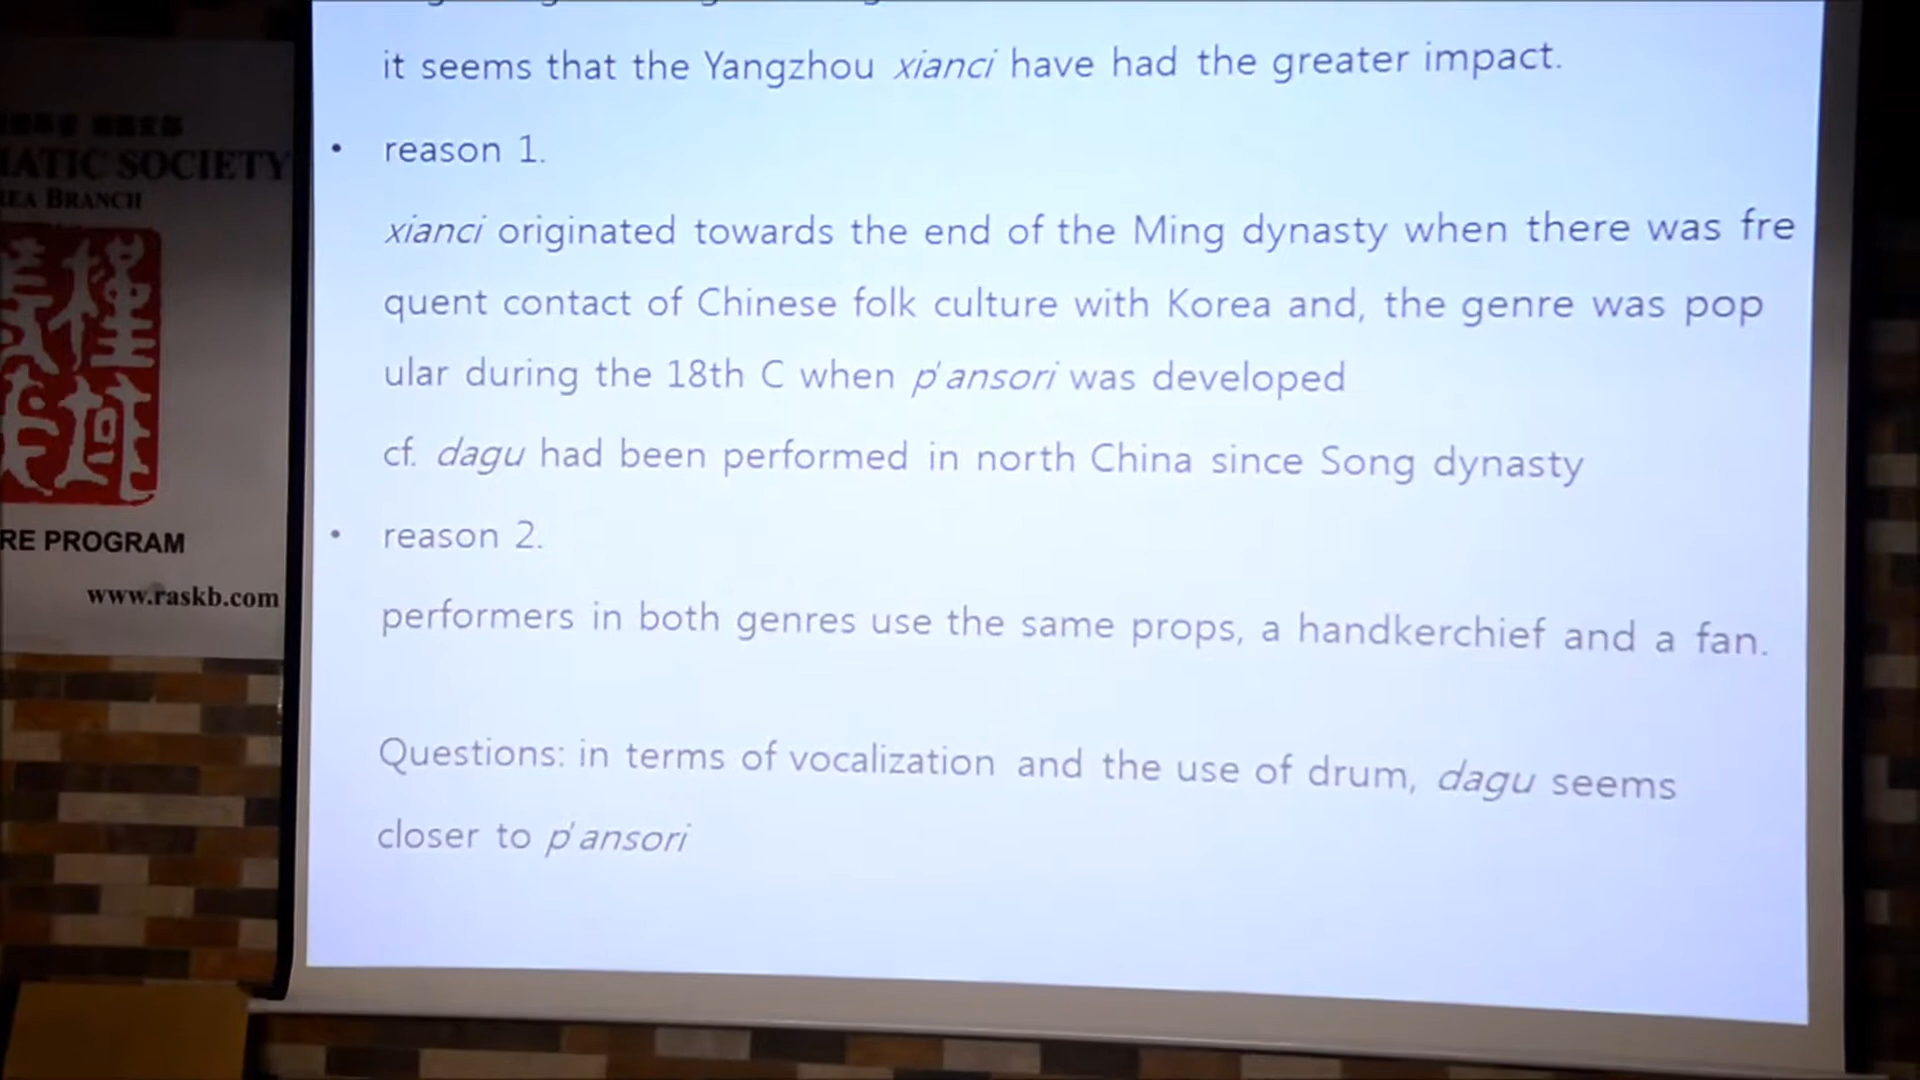 it seems that the Yangzhou xianci have had the greater impact.
• reason 1.
xianci originated towards the end of the Ming dynasty when there was fre
quent contact of Chinese folk culture with Korea and, the genre was pop
ular during the 18th C when p'ansori was developed
cf. dagu had been performed in north China since Song dynasty
• reason 2.
performers in both genres use the same props, a handkerchief and a fan.
Questions: in terms of vocalization and the use of drum, dagu seems
closer to p'ansori
ATIC SOCIETY
EA BRANCH
RE PROGRAM
www.raskb.com